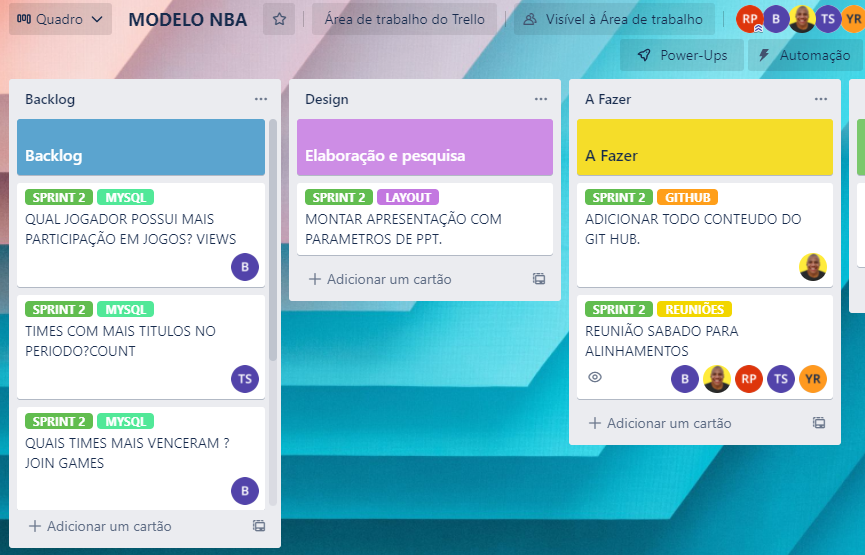 Quadro
MODELO NBA
Área de trabalho do Trello
Visível à Área de trabalho
RP
B
TS
YR
Power-Ups
Automação
Backlog
Backlog
SPRINT 2 MYSQL
QUAL JOGADOR POSSUI MAIS
PARTICIPAÇÃO EM JOGOS? VIEWS
B
SPRINT 2 MYSQL
TIMES COM MAIS TITULOS NO
PERIODO?COUNT
TS
SPRINT 2 MYSQL
QUAIS TIMES MAIS VENCERAM ?
JOIN GAMES
B
+ Adicionar um cartão
Design
Elaboração e pesquisa
SPRINT 2 LAYOUT
MONTAR APRESENTAÇÃO COM
PARAMETROS DE PPT.
+ Adicionar um cartão
A Fazer
A Fazer
SPRINT 2 GITHUB
ADICIONAR TODO CONTEUDO DO
GIT HUB.
SPRINT 2 REUNIÕES
REUNIÃO SABADO PARA
ALINHAMENTOS
B RP TS YR
+ Adicionar um cartão